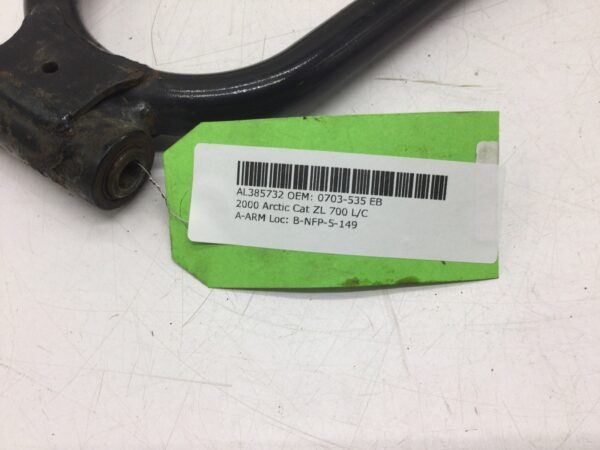 AL385732 OEM: 0703-535 EB
2000 Arctic Cat ZL 700 L/C
A-ARM Loc: B-NFP-5-149